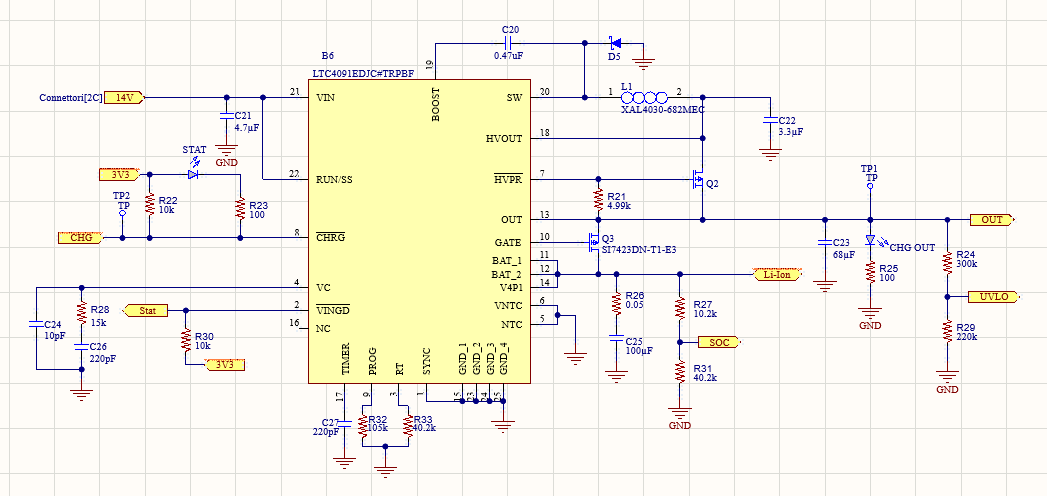 C20
0.47uF
D5
B6
LTC4091EDJC#TRPBF
19
BOOST
Connettori[2C]
14V
21
VIN
SW
20
1
L1
2
XAL4030-682MEC
C21
4.7µF
GND
C22
3.3µF
HVOUT
18
STAT
3V3
22
RUN/SS
HVPR
7
Q2
TP1
TP
TP2
TP
R22
10k
R23
100
R21
4.99k
OUT
13
OUT
CHG
8
CHRG
GATE
10
Q3
SI7423DN-T1-E3
C23
68µF
CHG OUT
R25
100
GND
R24
300k
BAT_1
11
BAT_2
12
V4P1
14
Li-Ion
4
VC
UVLO
R28
15k
Stat
2
VINGD
VNTC
6
R26
0.05
R27
10.2k
C24
10pF
C26
220pF
R30
10k
16
NC
NTC
5
C25
100µF
SOC
R29
220k
GND
3V3
R31
40.2k
GND
TIMER
PROG
RT
SYNC
GND_1
GND_2
GND_3
GND_4
17
9
3
1
15
23
24
25
C27
220pF
R32
105k
R33
40.2k